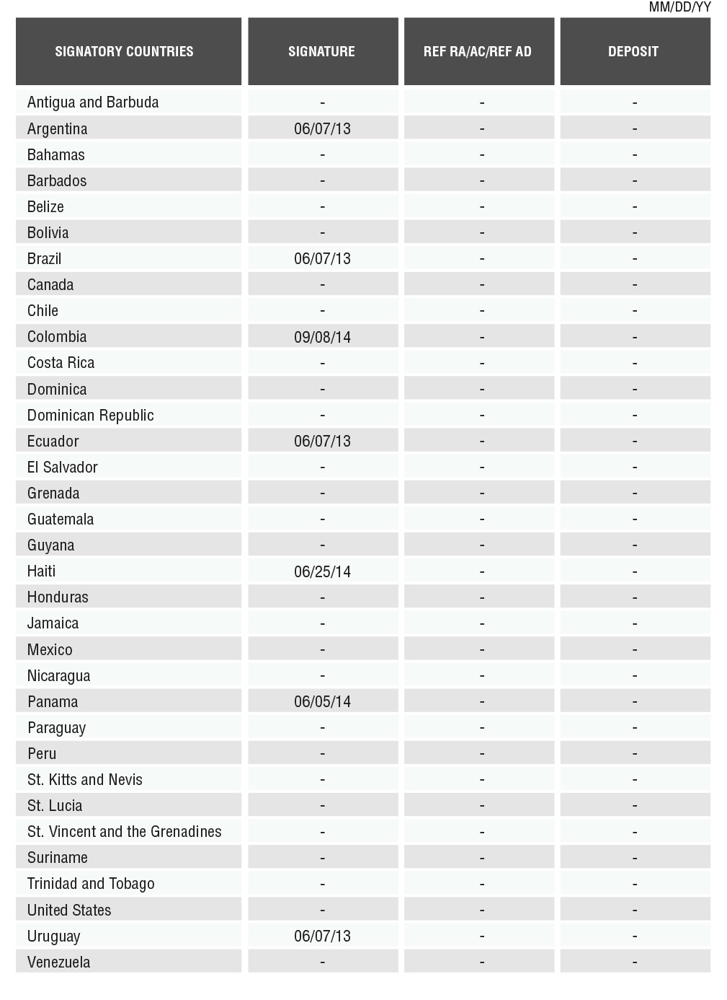 MM/DD/YY
SIGNATORY COUNTRIES SIGNATURE REF RA/AC/REF AD DEPOSIT
Antigua and Barbuda - - -
Argentina 06/07/13 - -
Bahamas - - -
Barbados - - -
Belize - - -
Bolivia - - -
Brazil 06/07/13 - -
Canada - - -
Chile - - -
Colombia 09/08/14 - -
Costa Rica - - -
Dominica - - -
Dominican Republic - - -
Ecuador 06/07/13 - -
El Salvador - - -
Grenada - - -
Guatemala - - -
Guyana - - -
Haiti 06/25/14 - -
Honduras - - -
Jamaica - - -
Mexico - - -
Nicaragua - - -
Panama 06/05/14 - -
Paraguay - - -
Peru - - -
St. Kitts and Nevis - - -
St. Lucia - - -
St. Vincent and the Grenadines - - -
Suriname - - -
Trinidad and Tobago - - -
United States - - -
Uruguay 06/07/13 - -
Venezuela - - -